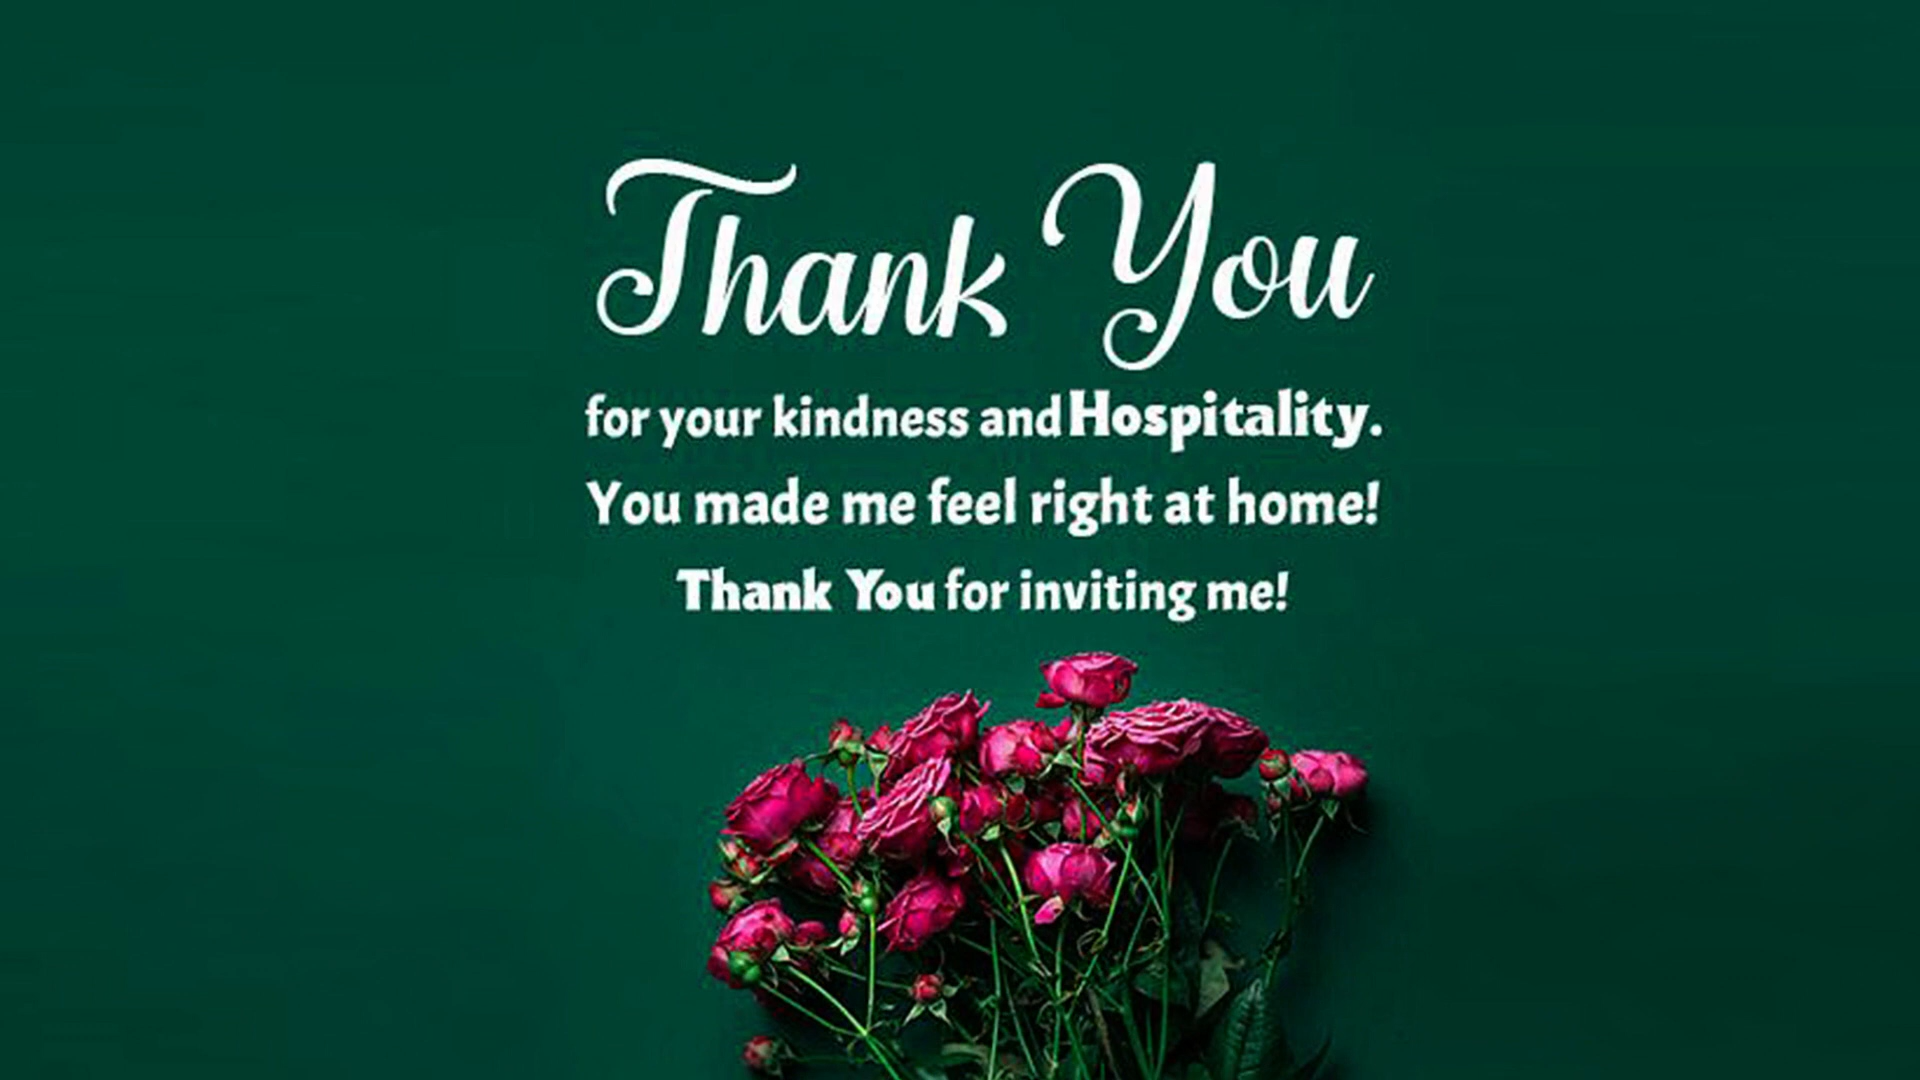 Thank You
for your kindness and Hospitality.
You made me feel right at home!
Thank You for inviting me!